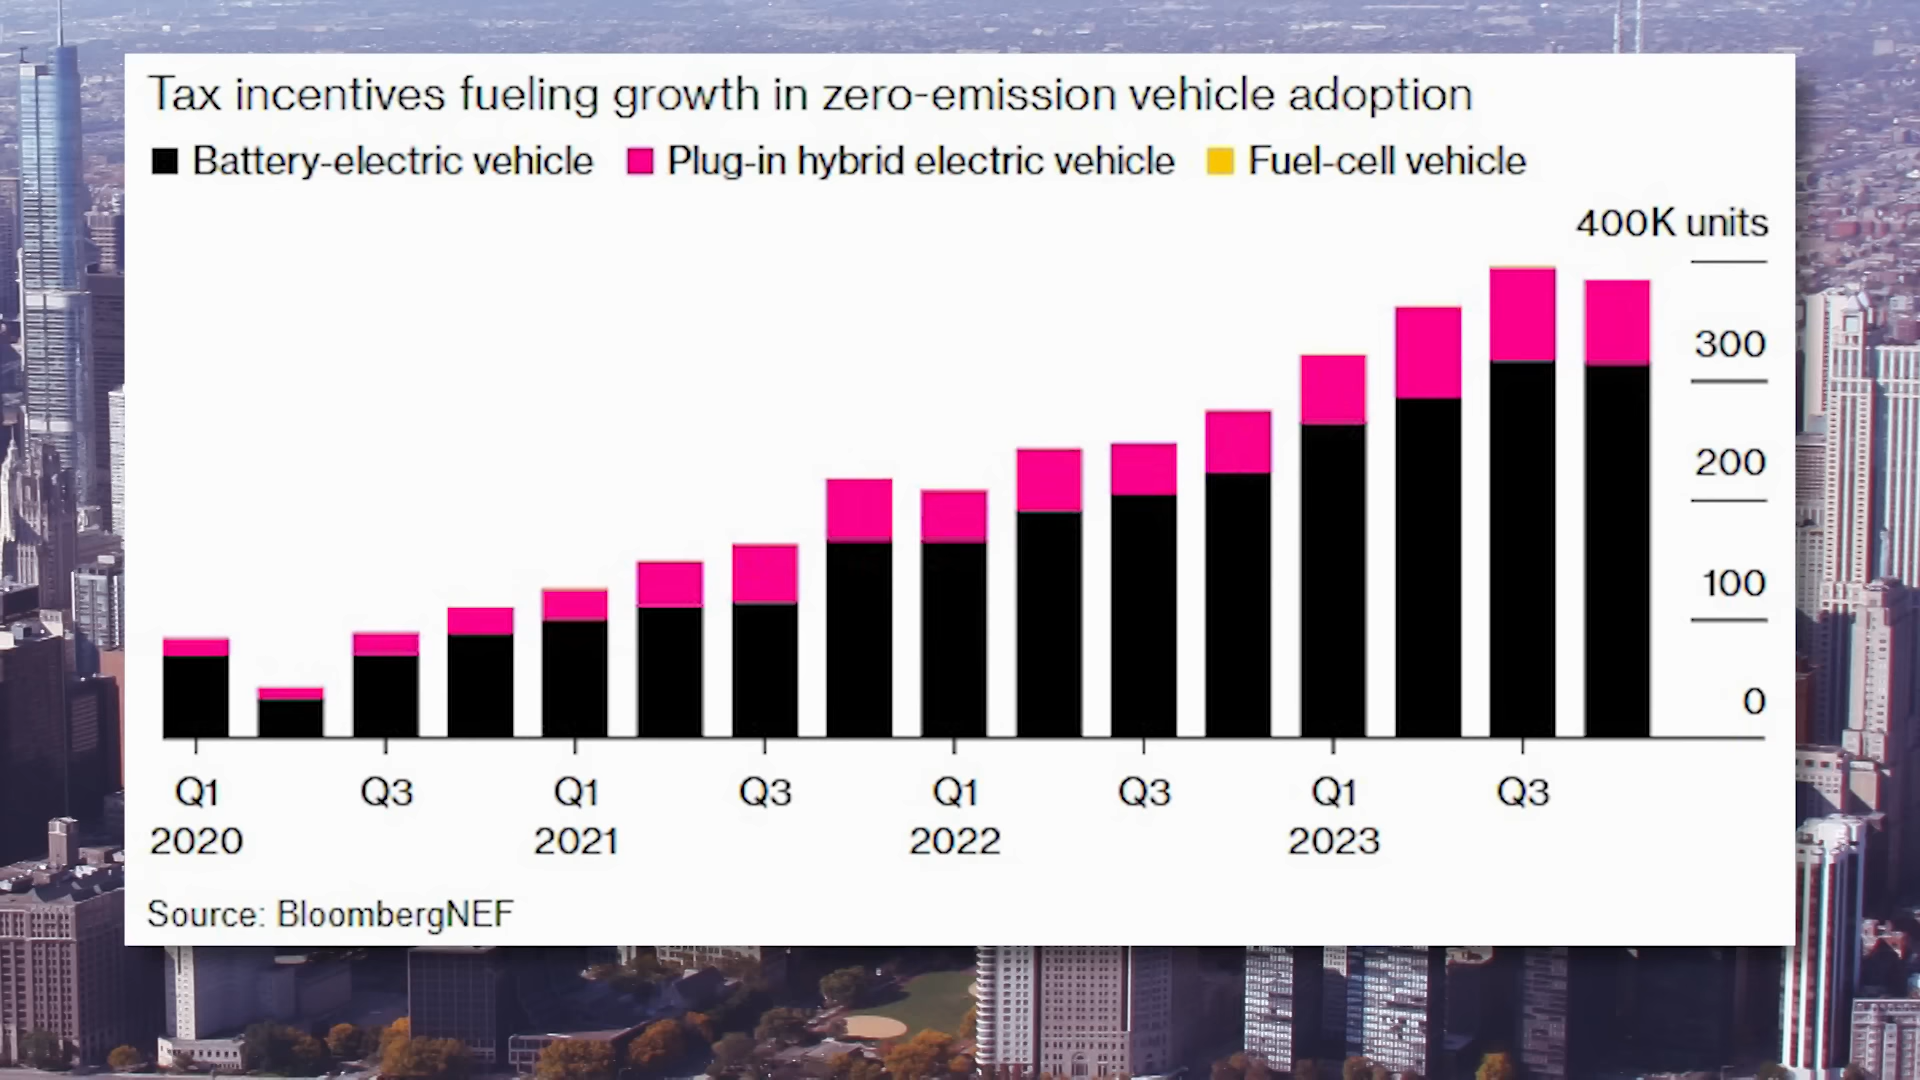 Tax incentives fueling growth in zero-emission vehicle adoption
Battery-electric vehicle Plug-in hybrid electric vehicle Fuel-cell vehicle
400K units
300
200
100
0
Q1 Q3 Q1 Q3 Q1 Q3 Q1 Q3
2020 2021 2022 2023
Source: BloombergNEF